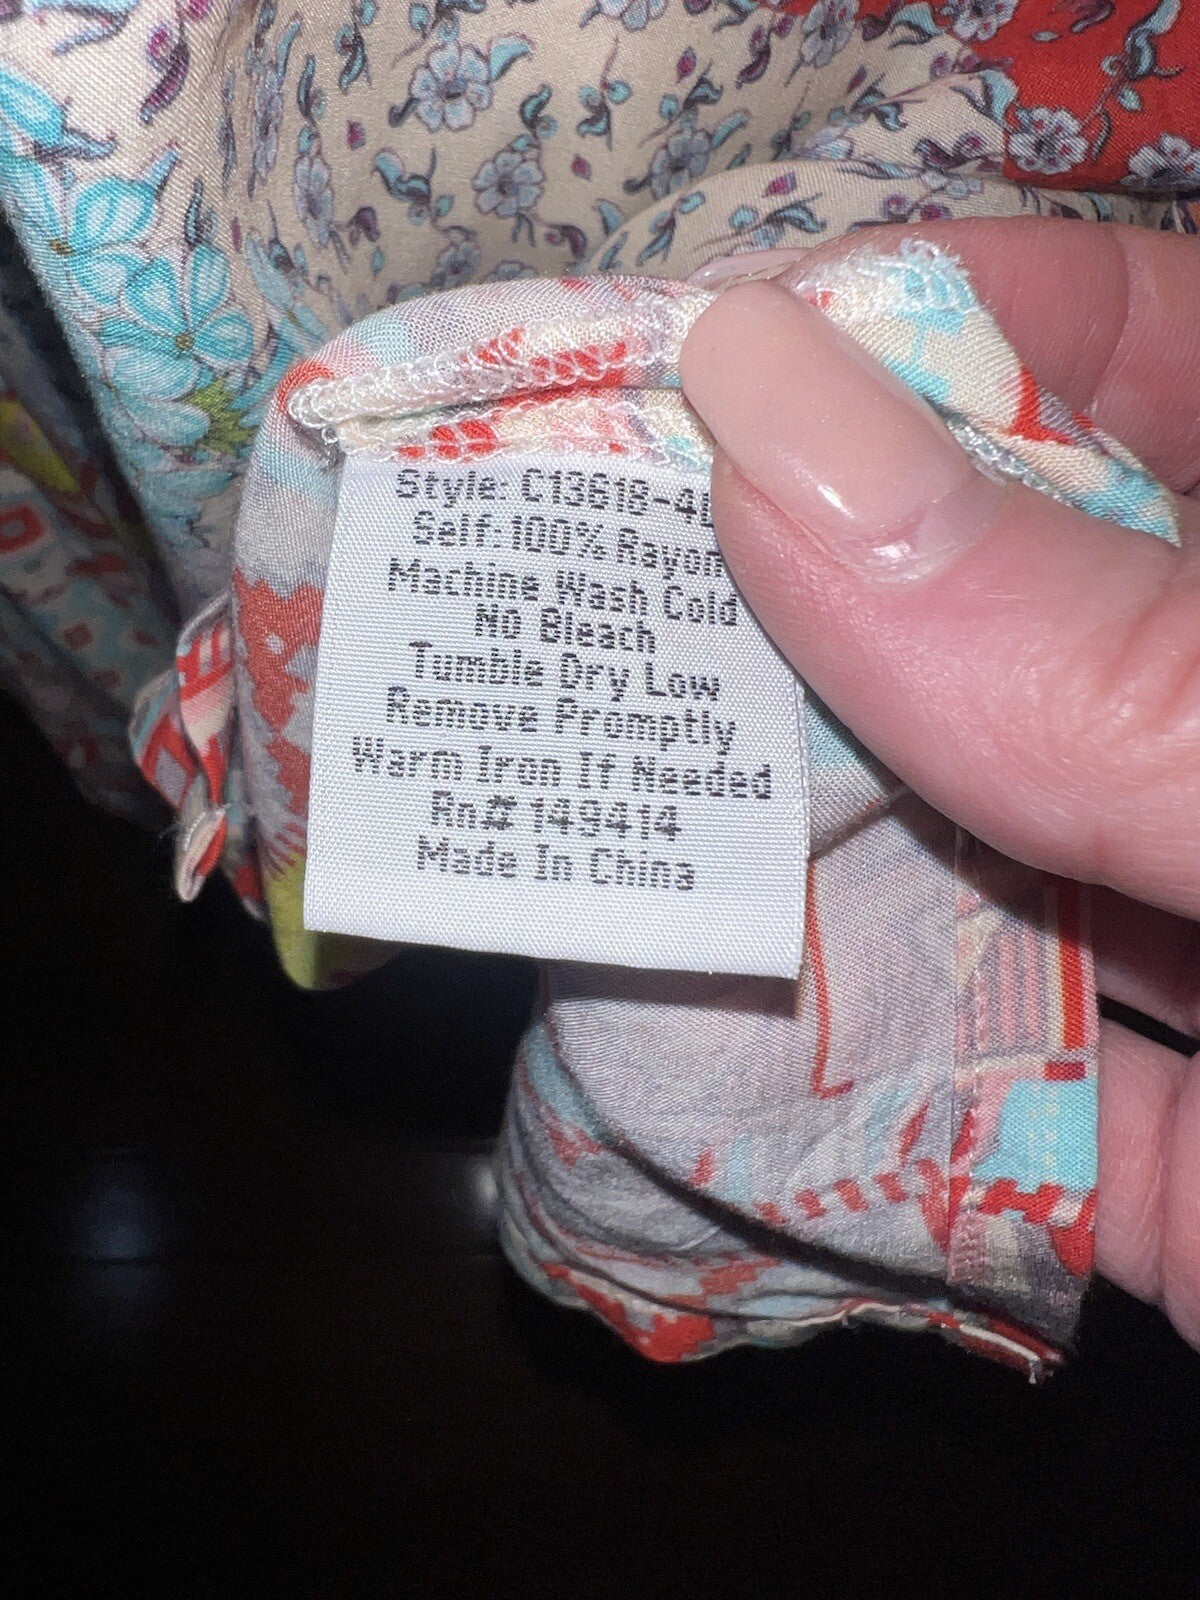 Style: C13618-4
Self:100% Rayon
Machine Wash Cold
No Bleach
Tumble Dry Low
Remove Promptly
Warm Iron If Needed
Rn# 149414
Made In China